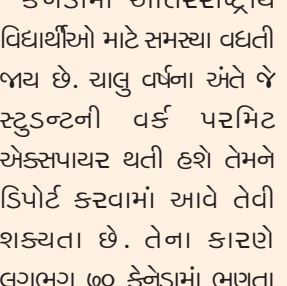 કેનેડામાં આંતરરાષ્ટ્રીય
વિદ્યાર્થીઓ માટે સમસ્યા વધતી
જાય છે. ચાલુ વર્ષના અંતે જે
સ્ટુડન્ટની વર્ક પરમિટ
એક્સપાયર થતી હશે તેમને
ડિપોર્ટ કરવામાં આવે તેવી
શક્યતા છે. તેના કારણે
લગભગ ૭૦ કેનેડામાં ભણતા